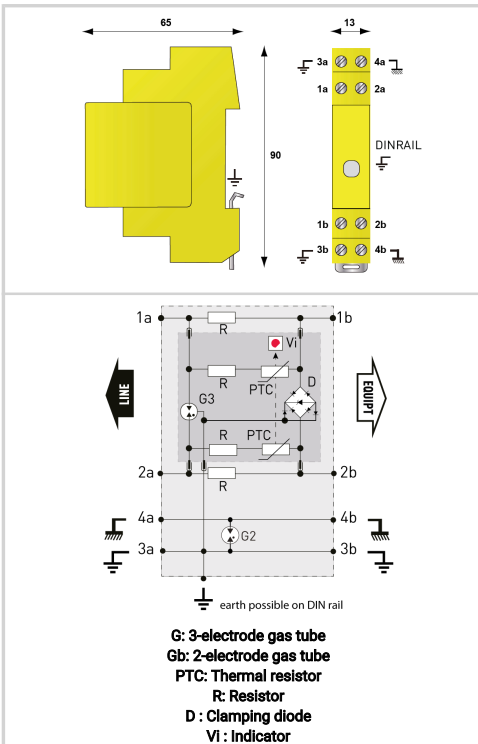 65
13
3a
4a
1a
2a
90
DINRAIL
1b
2b
3b
4b
1a
1b
R
Vi
R
PTC
D
G3
LINE
EQUIPT
R
PTC
2a
2b
R
4a
4b
G2
3a
3b
earth possible on DIN rail
G: 3-electrode gas tube
Gb: 2-electrode gas tube
PTC: Thermal resistor
R: Resistor
D : Clamping diode
Vi : Indicator